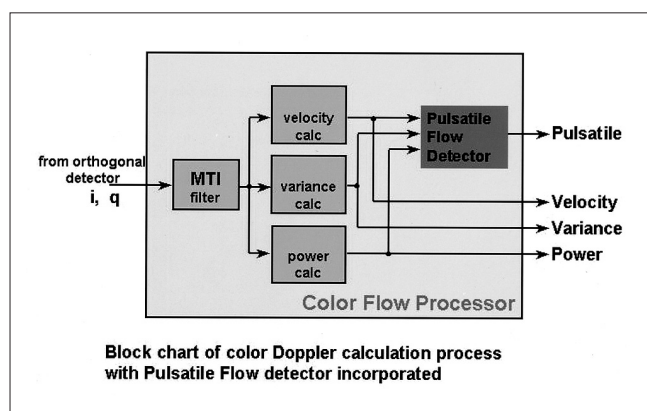 from orthogonal
detector
i, q
MTI
filter
velocity
calc
variance
calc
power
calc
Pulsatile
Flow
Detector
Pulsatile
Velocity
Variance
Power
Color Flow Processor
Block chart of color Doppler calculation process
with Pulsatile Flow detector incorporated